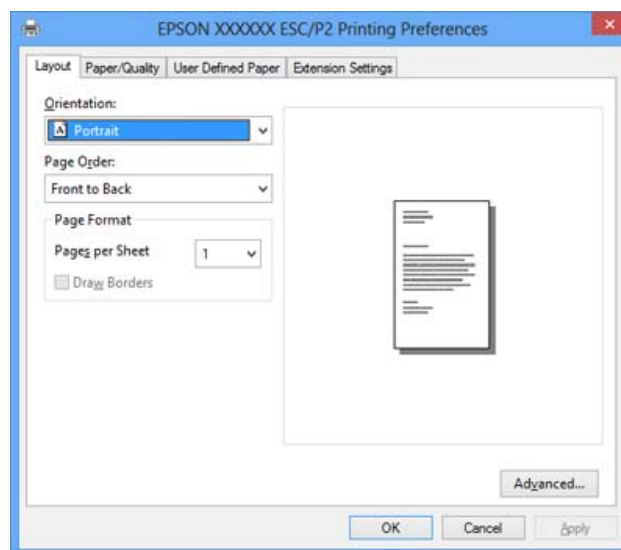 EPSON XXXXXX ESC/P2 Printing Preferences
Layout Paper/Quality User Defined Paper Extension Settings
Orientation:
A Portrait
Page Order:
Front to Back
Page Format
Pages per Sheet 1
Draw Borders
Advanced...
OK Cancel Apply